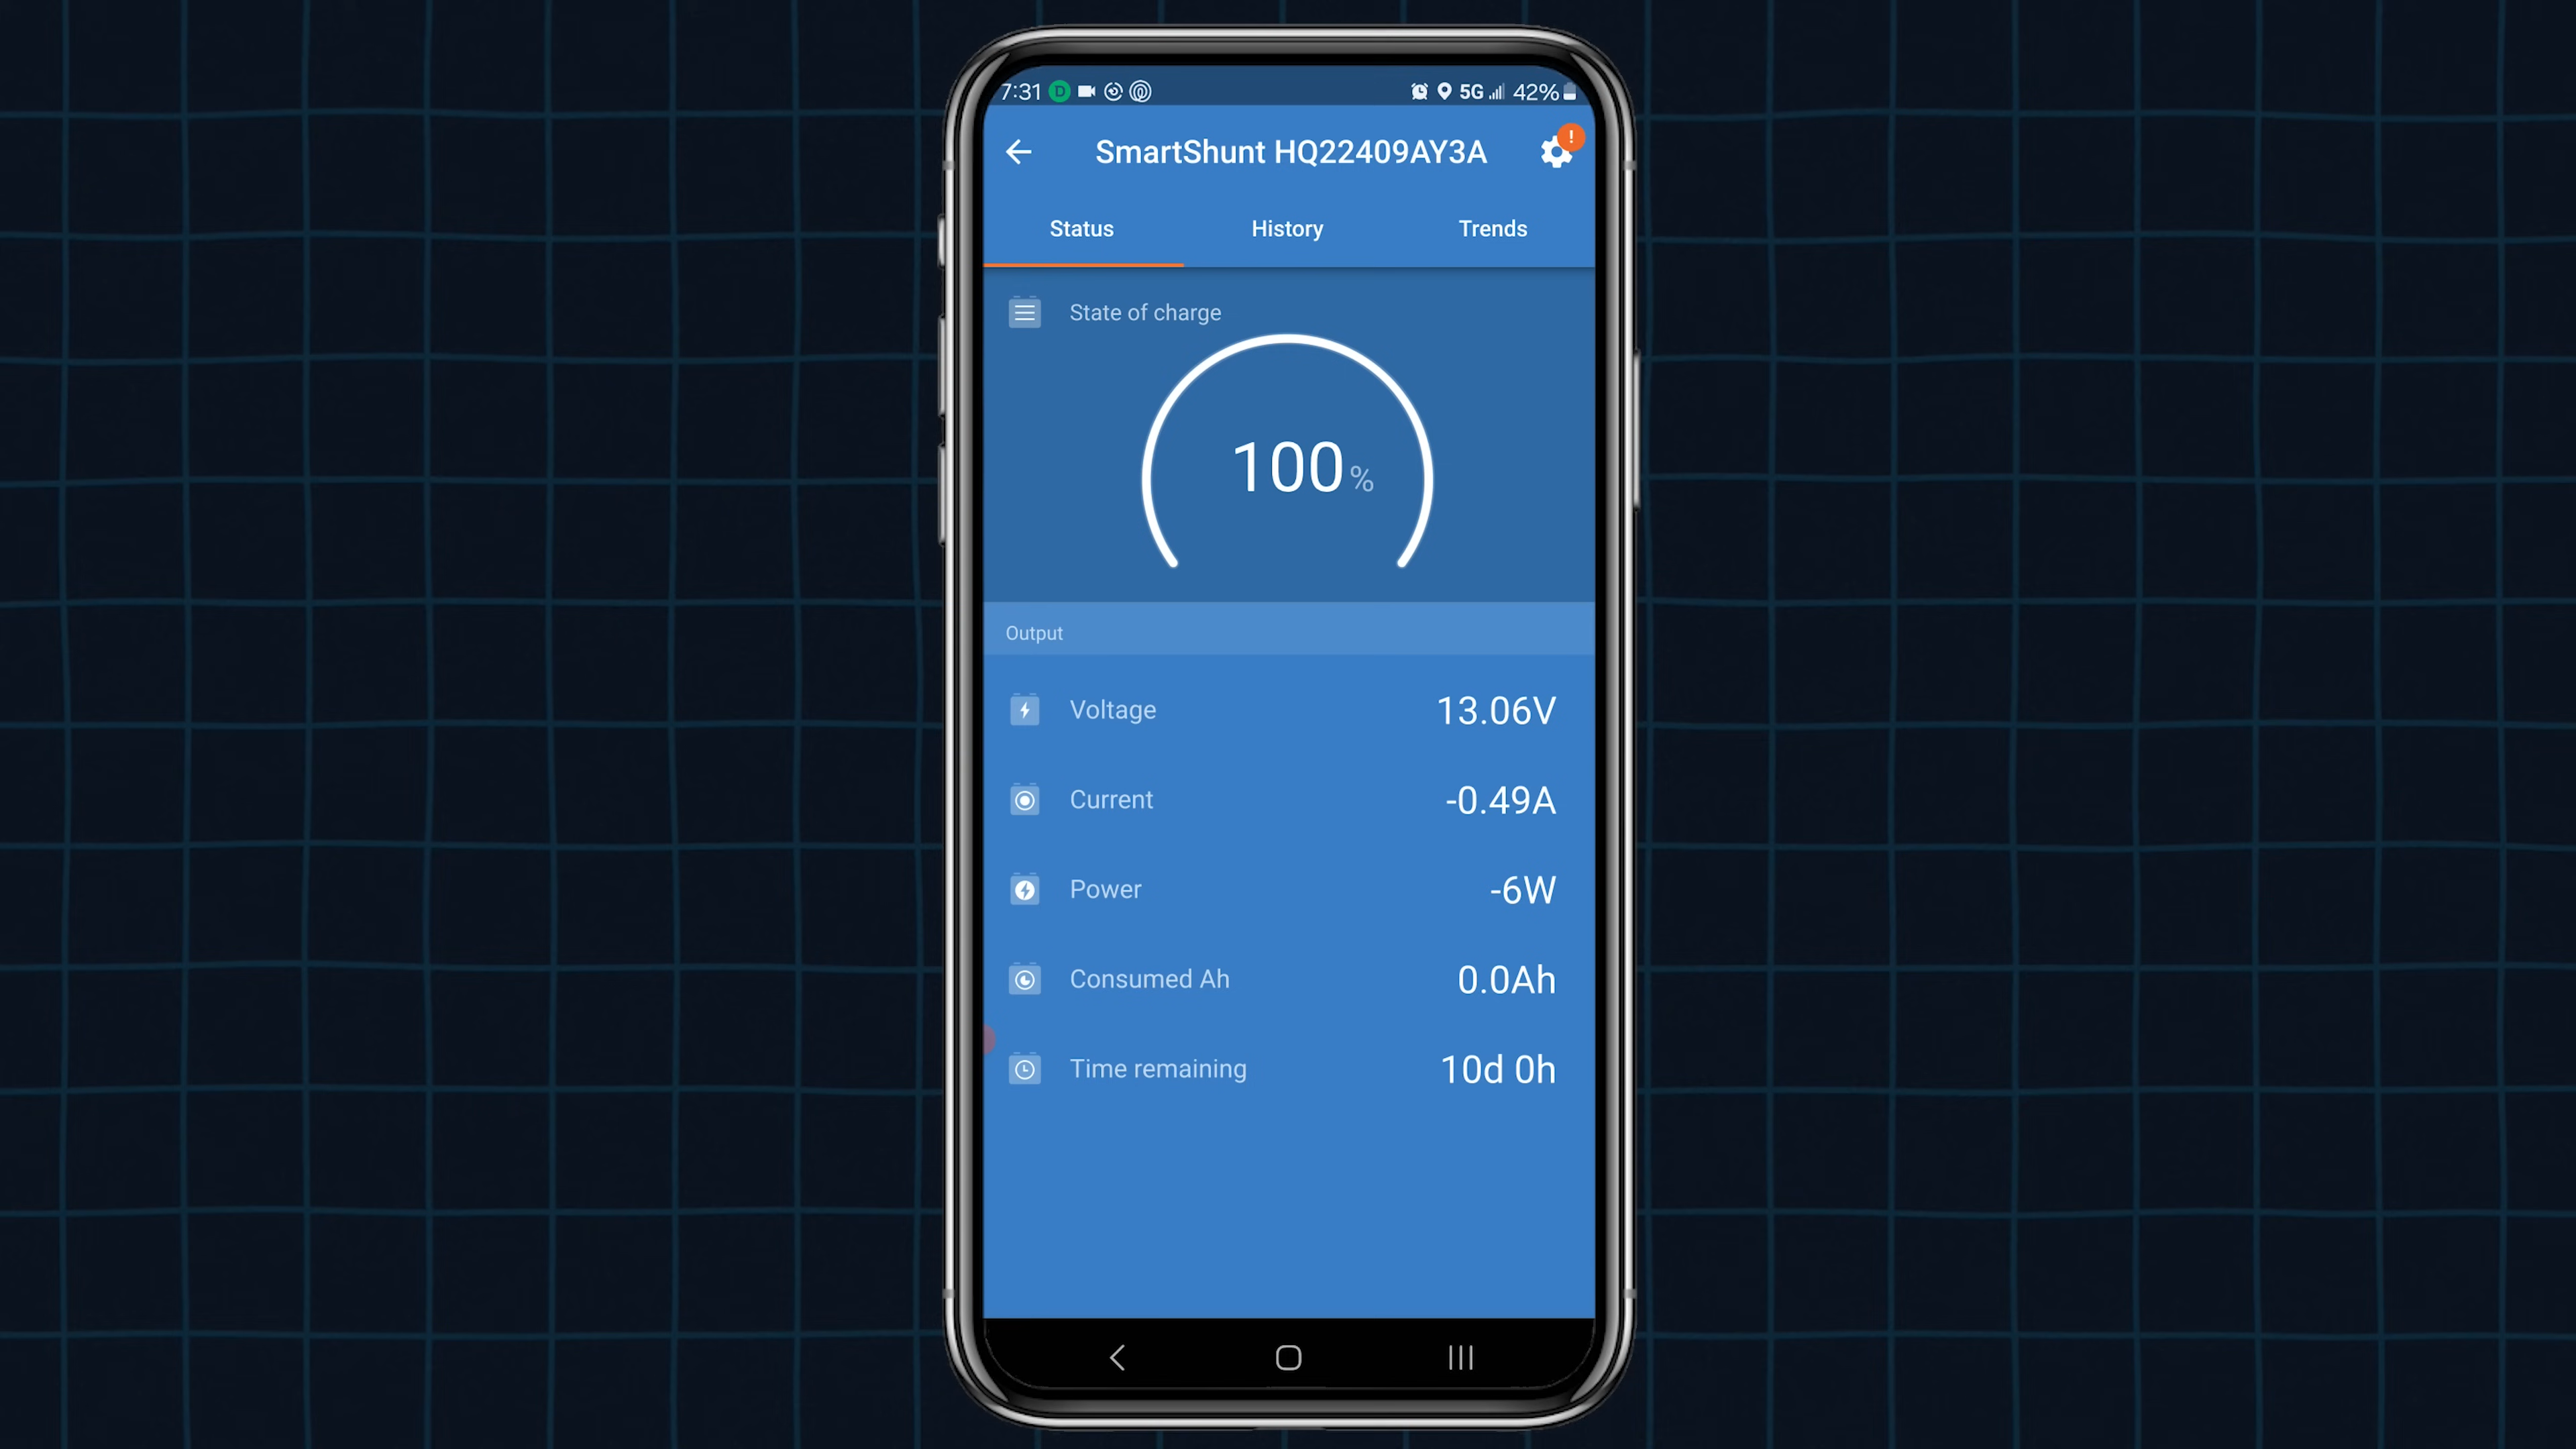 7:31 D 5G 42%
SmartShunt HQ22409AY3A !
Status History Trends
State of charge
100 %
Output
Voltage 13.06V
Current -0.49A
Power -6W
Consumed Ah 0.0Ah
Time remaining 10d 0h